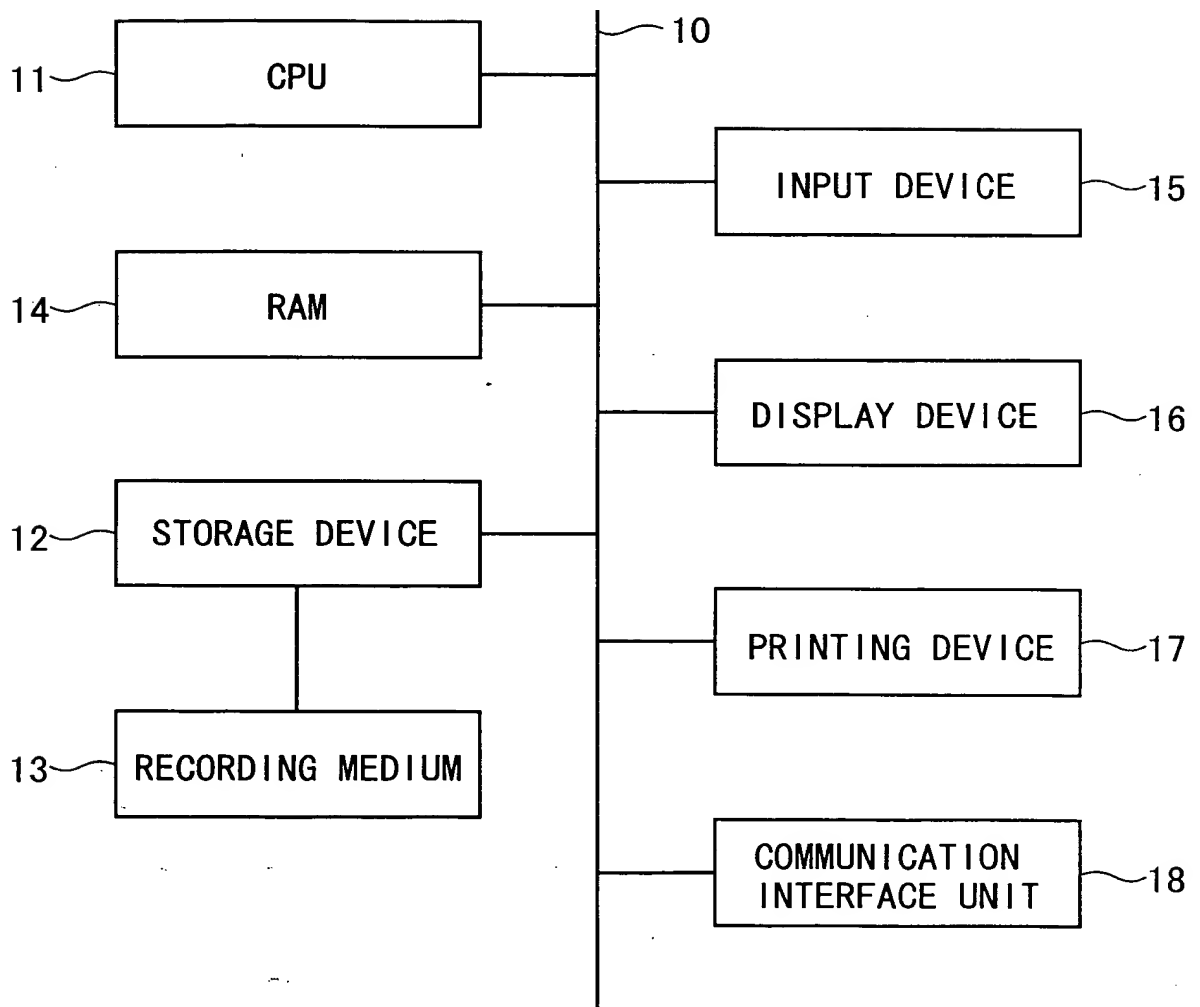 10
11
CPU
INPUT DEVICE
15
14
RAM
DISPLAY DEVICE
16
12
STORAGE DEVICE
PRINTING DEVICE
17
13
RECORDING MEDIUM
COMMUNICATION
INTERFACE UNIT
18